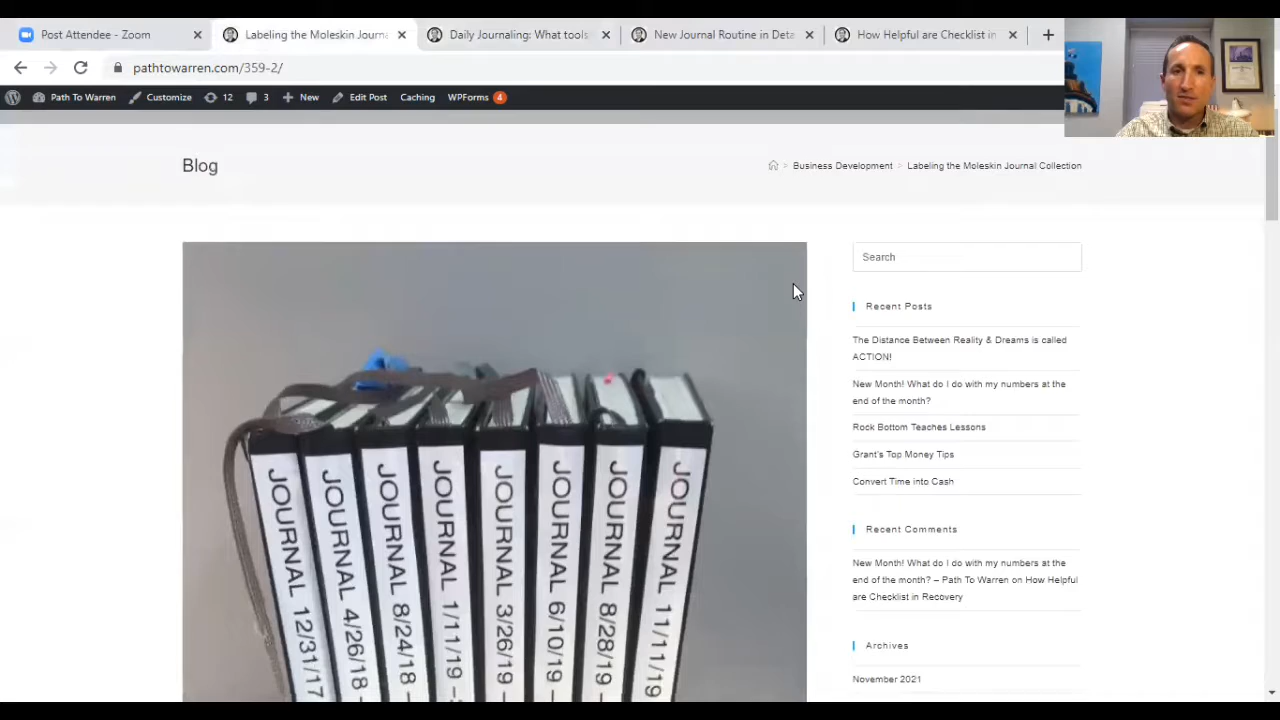 Post Attendee - Zoom
Labeling the Moleskin Journa
Daily Journaling: What tools
New Journal Routine in Deta
How Helpful are Checklist in
pathtowarren.com/359-2/
Path To Warren
Customize
12
3
New
Edit Post
Caching
WPForms 4
Blog
> Business Development > Labeling the Moleskin Journal Collection
Search
Recent Posts
The Distance Between Reality & Dreams is called
ACTION!
New Month! What do I do with my numbers at the
end of the month?
Rock Bottom Teaches Lessons
Grant's Top Money Tips
Convert Time into Cash
Recent Comments
New Month! What do I do with my numbers at the
end of the month? – Path To Warren on How Helpful
are Checklist in Recovery
Archives
November 2021
JOURNAL 12/31/17
JOURNAL 4/26/18 -
JOURNAL 8/24/18 -
JOURNAL 1/11/19 -
JOURNAL 3/26/19 -
JOURNAL 6/10/19 -
JOURNAL 8/28/19 -
JOURNAL 11/11/19